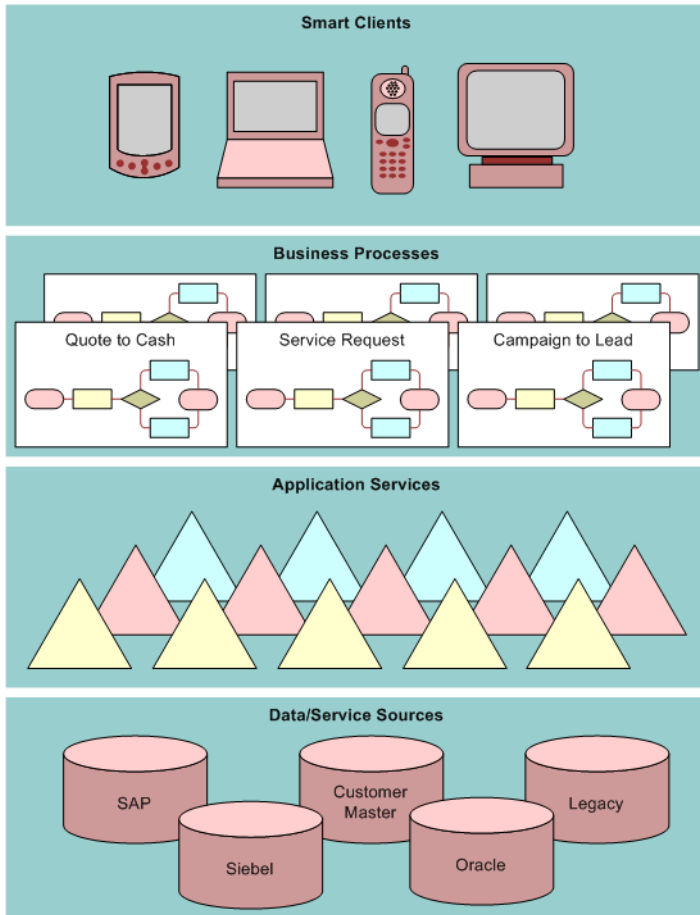 Smart Clients
Business Processes
Quote to Cash
Service Request
Campaign to Lead
Application Services
Data/Service Sources
SAP
Customer
Master
Legacy
Siebel
Oracle